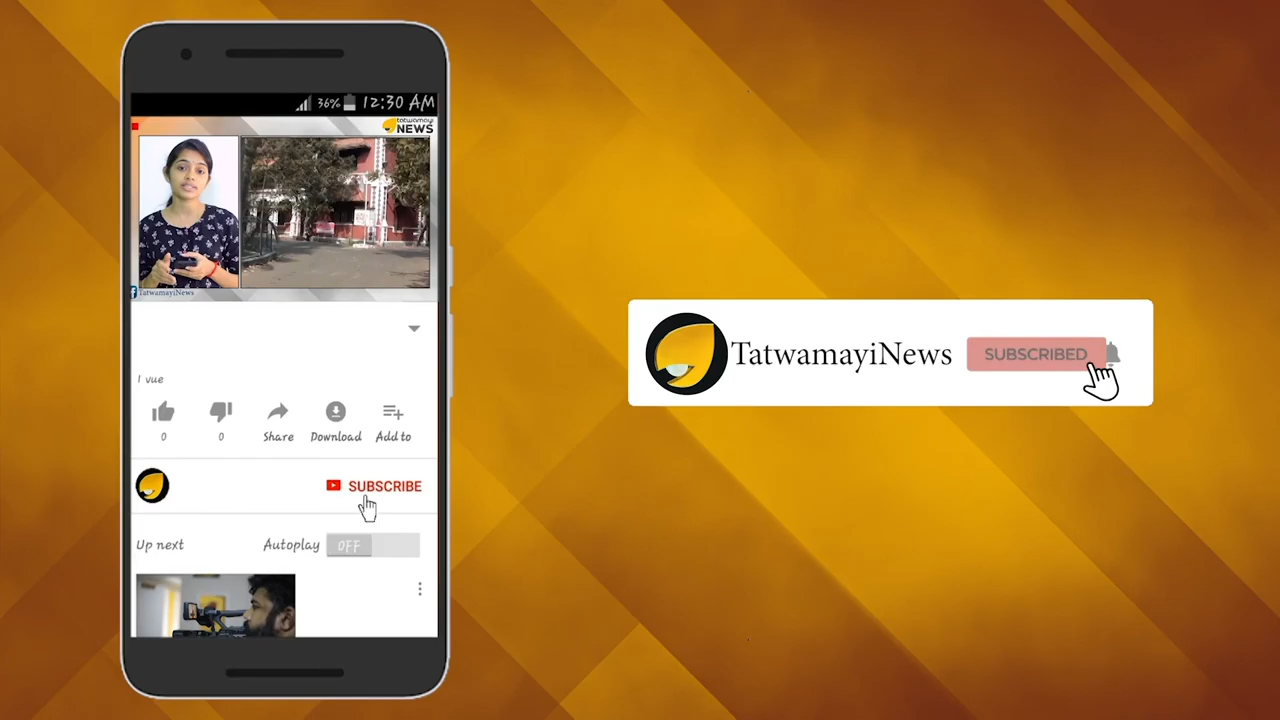 36% 12:30 AM
tatwamayi
NEWS
TatwamayiNews
1 vue
0 0 Share Download Add to
SUBSCRIBE
Up next Autoplay OFF
TatwamayiNews SUBSCRIBED